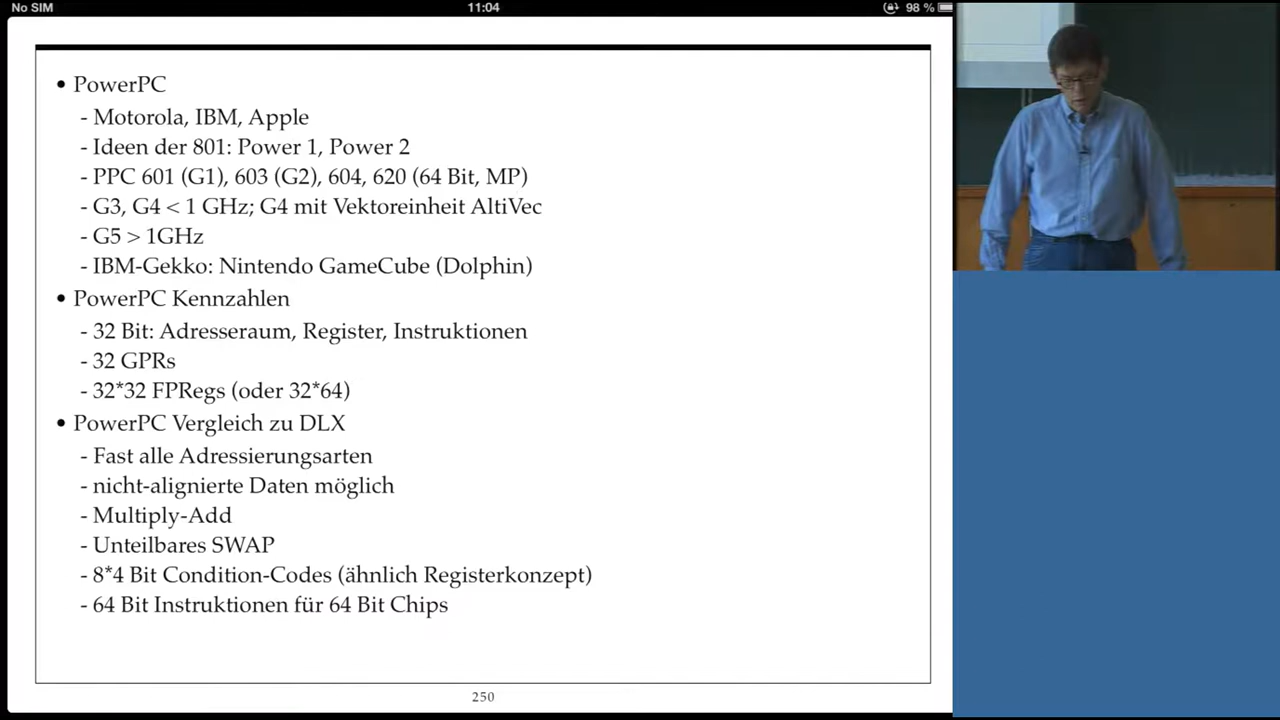 No SIM
11:04
98 %
• PowerPC
- Motorola, IBM, Apple
- Ideen der 801: Power 1, Power 2
- PPC 601 (G1), 603 (G2), 604, 620 (64 Bit, MP)
- G3, G4 < 1 GHz; G4 mit Vektoreinheit AltiVec
- G5 > 1GHz
- IBM-Gekko: Nintendo GameCube (Dolphin)
• PowerPC Kennzahlen
- 32 Bit: Adresseraum, Register, Instruktionen
- 32 GPRs
- 32*32 FPRegs (oder 32*64)
• PowerPC Vergleich zu DLX
- Fast alle Adressierungsarten
- nicht-alignierte Daten möglich
- Multiply-Add
- Unteilbares SWAP
- 8*4 Bit Condition-Codes (ähnlich Registerkonzept)
- 64 Bit Instruktionen für 64 Bit Chips
250